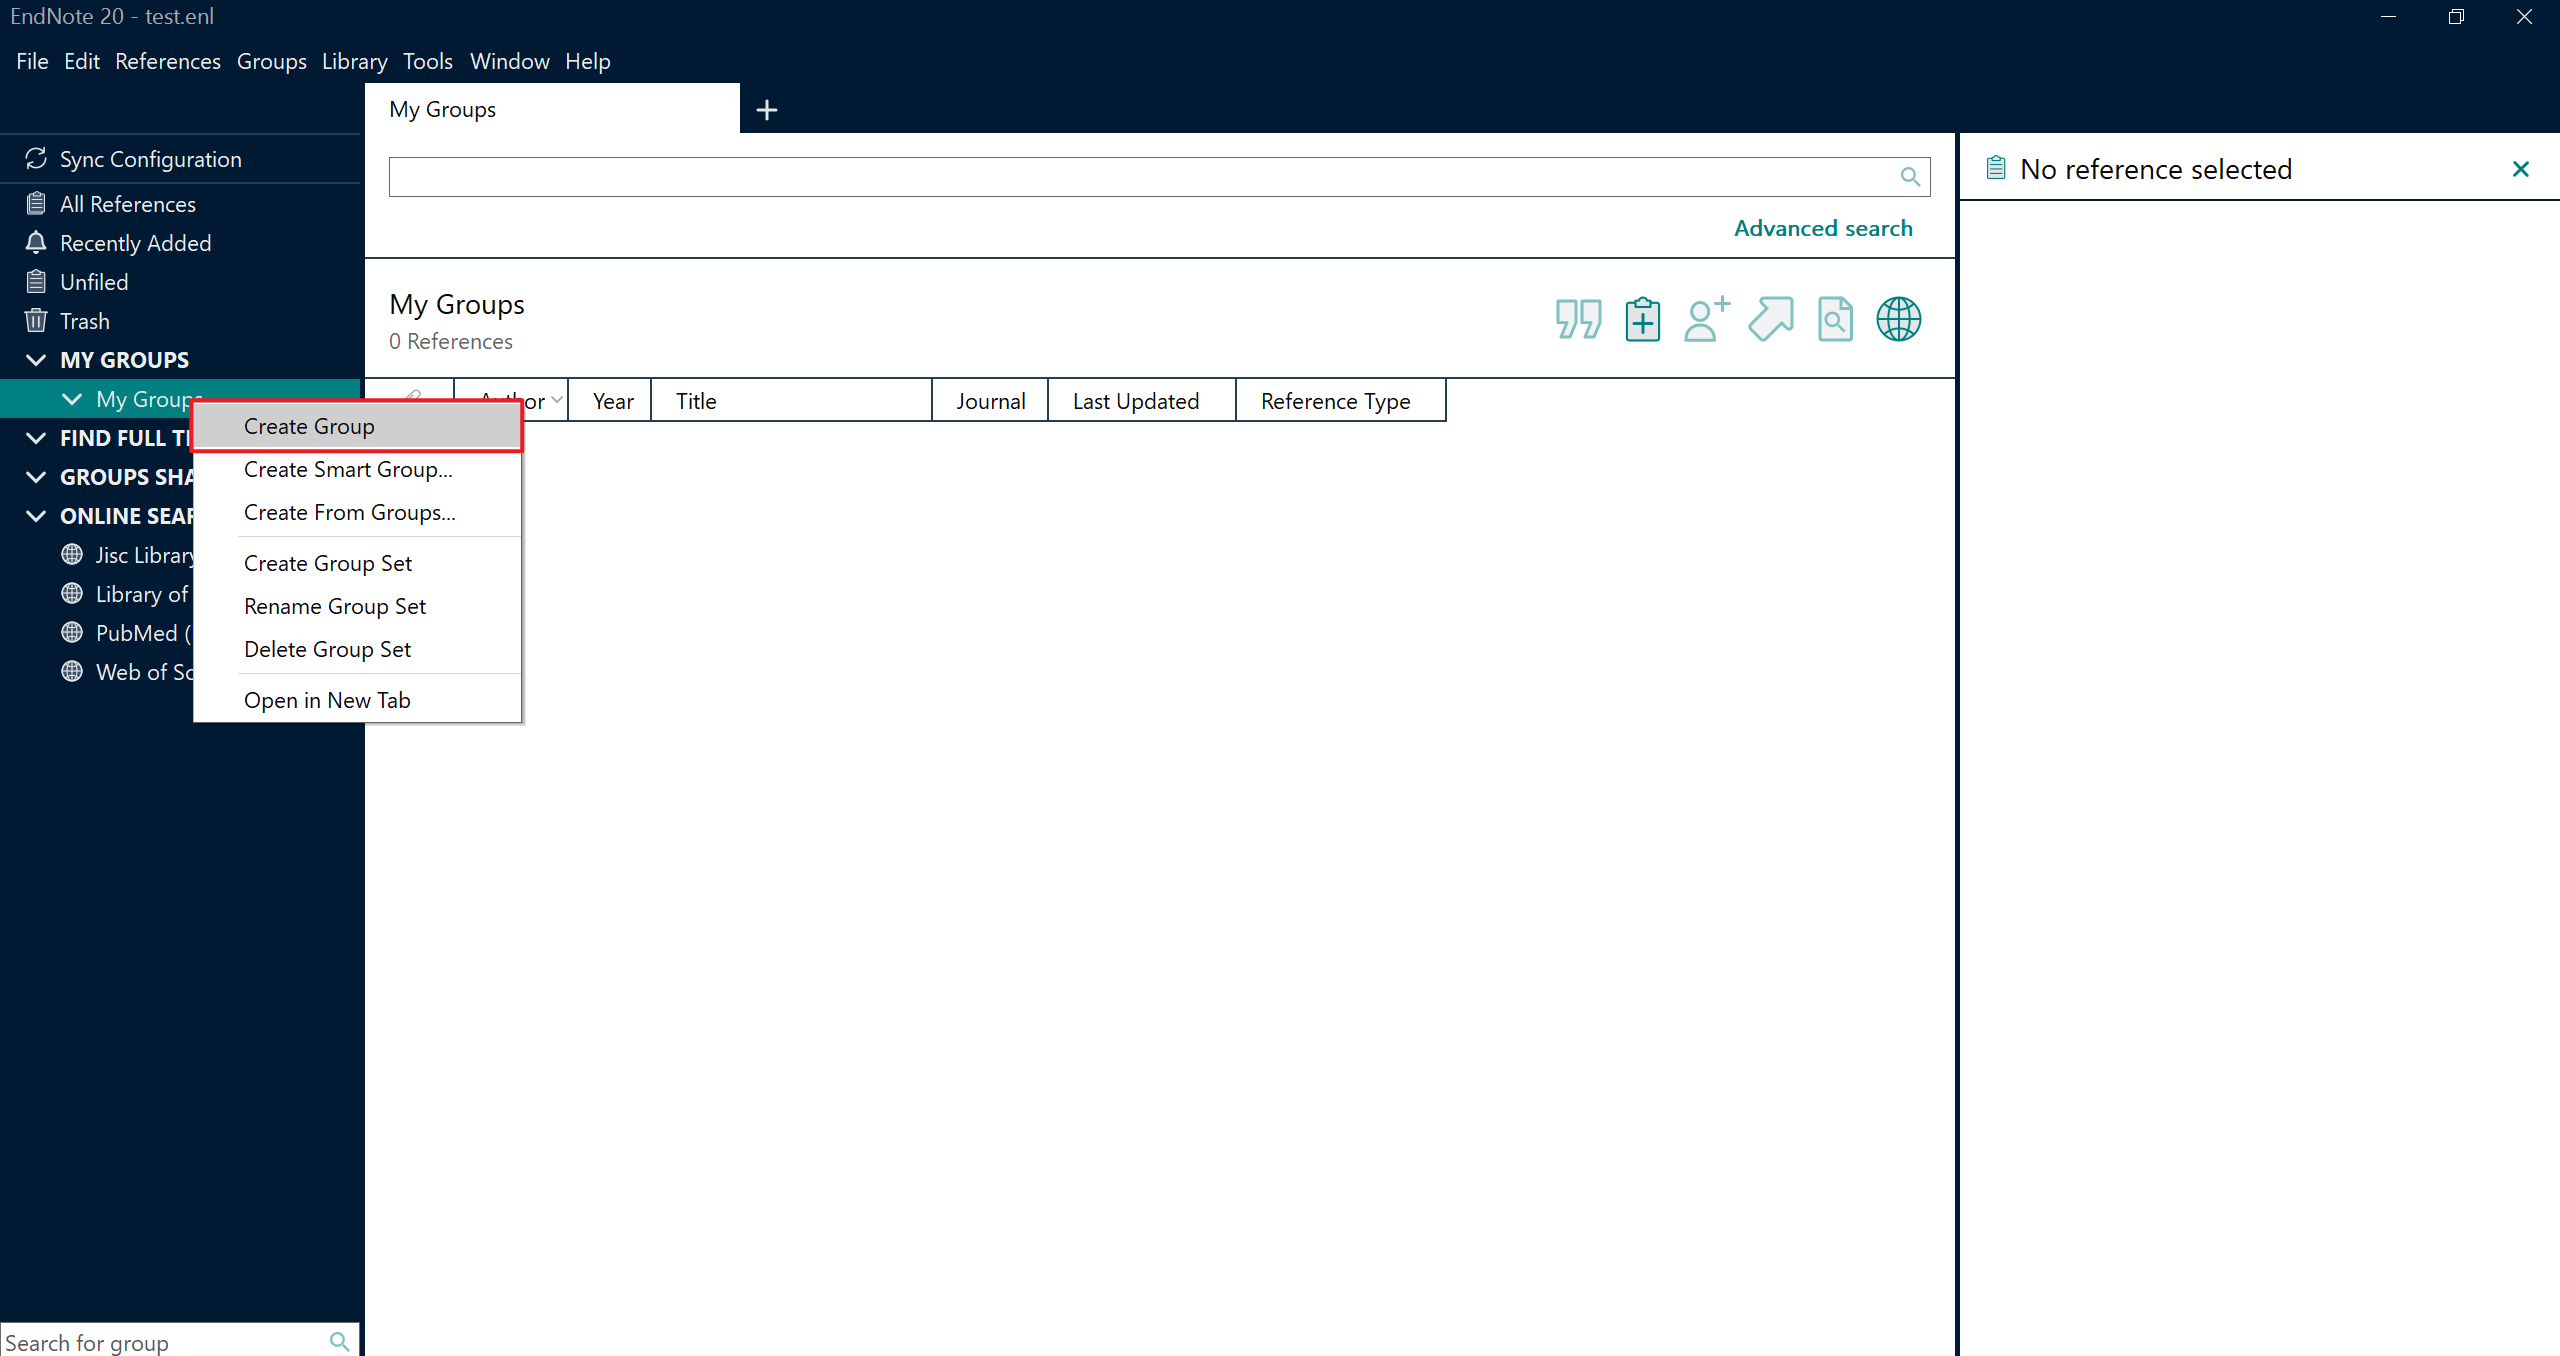 EndNote 20 - test.enl
File Edit References Groups Library Tools Window Help
My Groups
Sync Configuration
All References
Recently Added
Unfiled
Trash
MY GROUPS
My Groups
FIND FULL
GROUPS
ONLINE
Jisc Library
Library of
PubMed (
Web of
Search for group
Create Group
Create Smart Group...
Create From Groups...
Create Group Set
Rename Group Set
Delete Group Set
Open in New Tab
Advanced search
My Groups
0 References
Author Year Title Journal Last Updated Reference Type
No reference selected